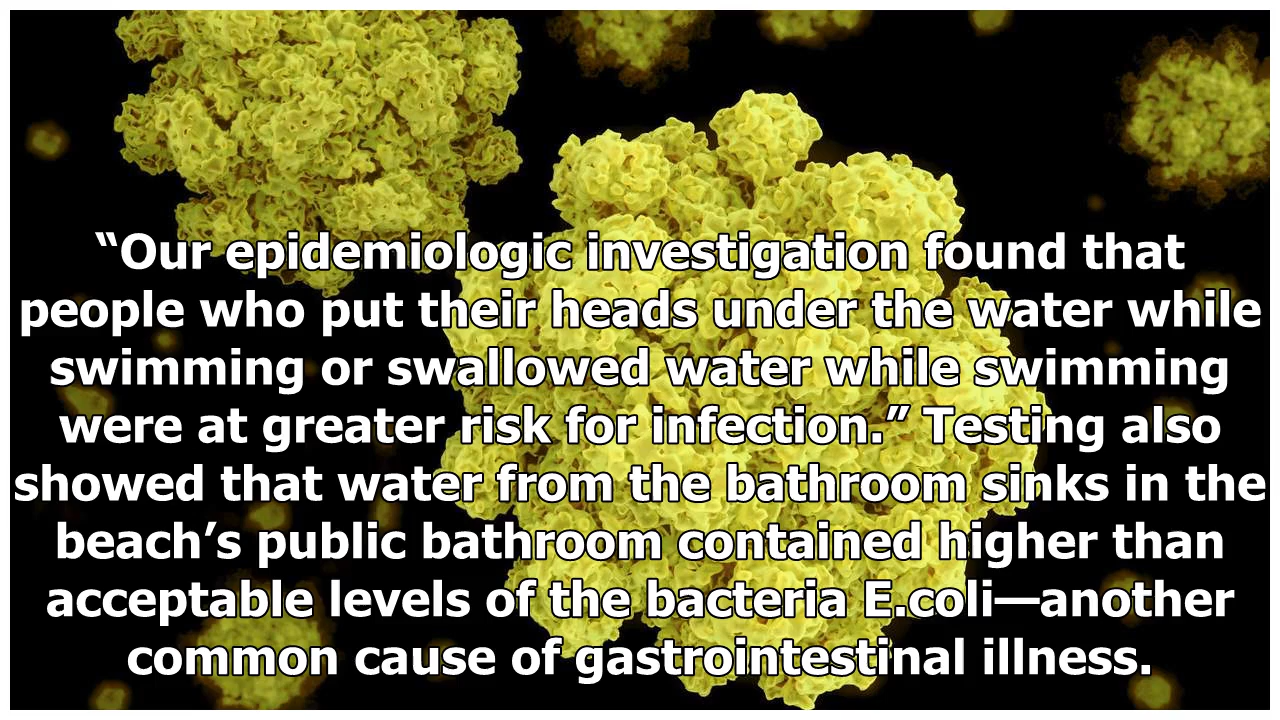 “Our epidemiologic investigation found that
people who put their heads under the water while
swimming or swallowed water while swimming
were at greater risk for infection.” Testing also
showed that water from the bathroom sinks in the
beach’s public bathroom contained higher than
acceptable levels of the bacteria E.coli—another
common cause of gastrointestinal illness.